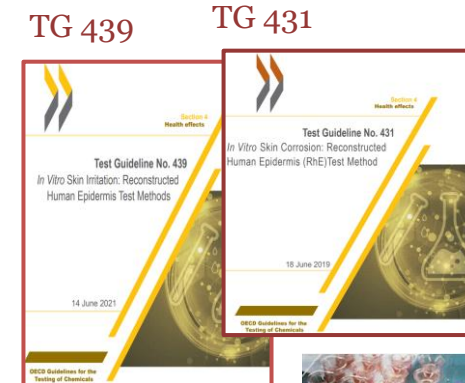 TG 439
TG 431
Section 4
Health effects
Test Guideline No. 439
In Vitro Skin Irritation: Reconstructed
Human Epidermis Test Methods
14 June 2021
OECD Guidelines for the
Testing of Chemicals
Section 4
Health effects
Test Guideline No. 431
In Vitro Skin Corrosion: Reconstructed
Human Epidermis (RhE)Test Method
18 June 2019
OECD Guidelines for the
Testing of Chemicals